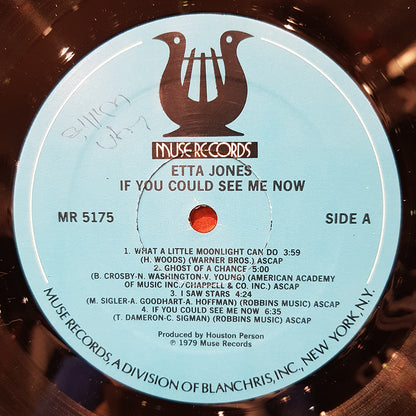 MUSE RECORDS
ETTA JONES
IF YOU COULD SEE ME NOW
MR 5175
SIDE A
1. WHAT A LITTLE MOONLIGHT CAN DO 3:59
(H. WOODS) (WARNER BROS.) ASCAP
2. GHOST OF A CHANCE 5:00
(B. CROSBY-N. WASHINGTON-V. YOUNG) (AMERICAN ACADEMY
OF MUSIC INC./CHAPPELL & CO. INC.) ASCAP
3. I SAW STARS 4:24
(M. SIGLER-A. GOODHART-A. HOFFMAN) (ROBBINS MUSIC) ASCAP
4. IF YOU COULD SEE ME NOW 6:35
(T. DAMERON-C. SIGMAN) (ROBBINS MUSIC) ASCAP
Produced by Houston Person
℗ 1979 Muse Records
MUSE RECORDS, A DIVISION OF BLANCHRIS, INC., NEW YORK, N.Y.